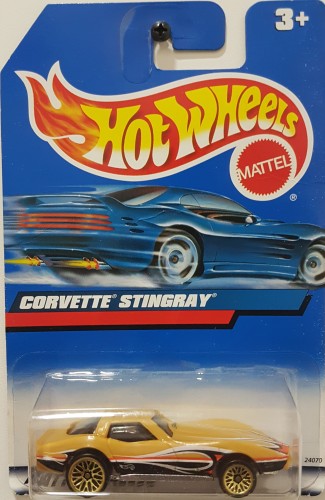 3+
HOT WHEELS
MATTEL
®
CORVETTE® STINGRAY®
24070